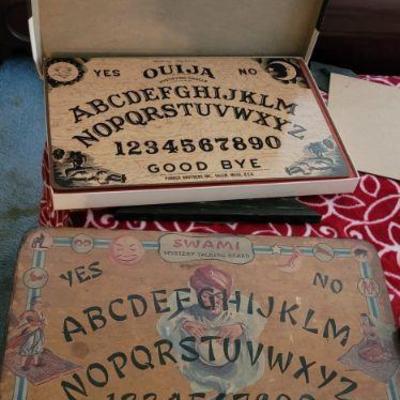 YES OUIJA NO
ABCDEFGHIJKLM
NOPQRSTUVWXYZ
1234567890
GOOD BYE
PARKER BROTHERS INC. SALEM, MASS., U.S.A.
SWAMI
MYSTERY TALKING BOARD
YES NO
ABCDEFGHIJKLM
NOPQRSTUVWXYZ
1234567890